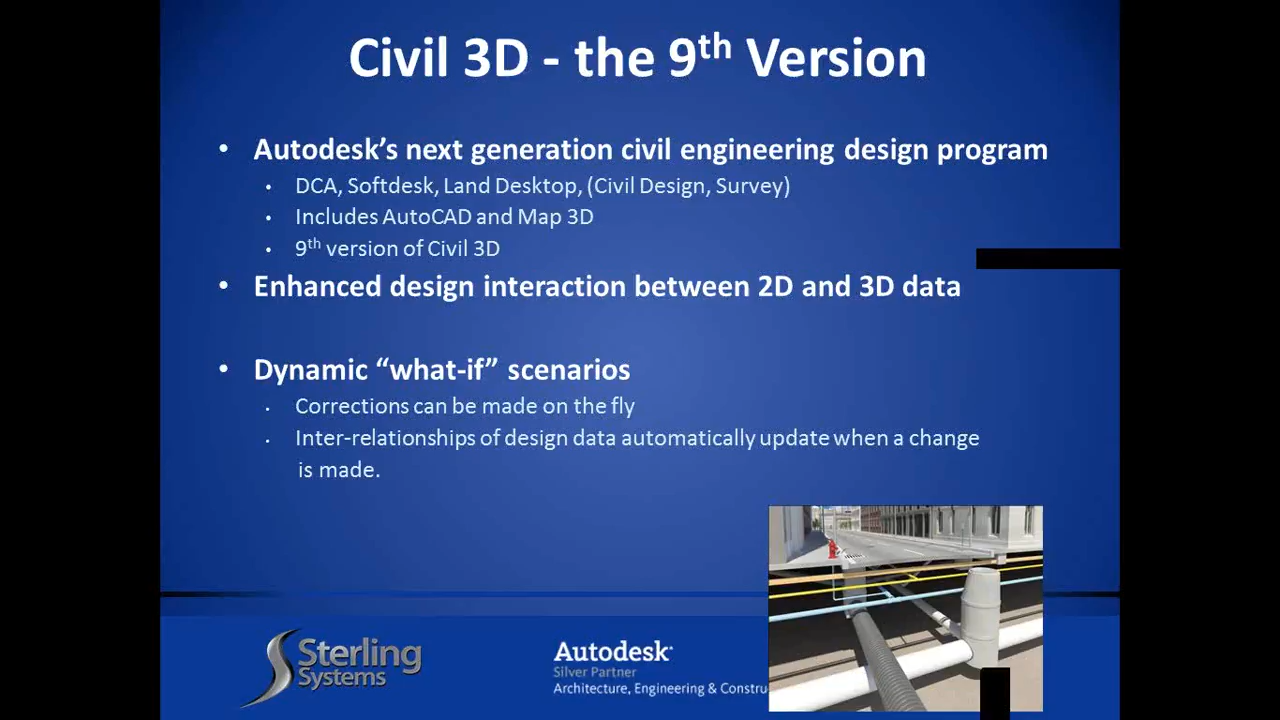 Civil 3D - the 9th Version
• Autodesk's next generation civil engineering design program
• DCA, Softdesk, Land Desktop, (Civil Design, Survey)
• Includes AutoCAD and Map 3D
• 9th version of Civil 3D
• Enhanced design interaction between 2D and 3D data
• Dynamic “what-if” scenarios
• Corrections can be made on the fly
• Inter-relationships of design data automatically update when a change
is made.
Sterling
Systems
Autodesk
Silver Partner
Architecture, Engineering & Constru